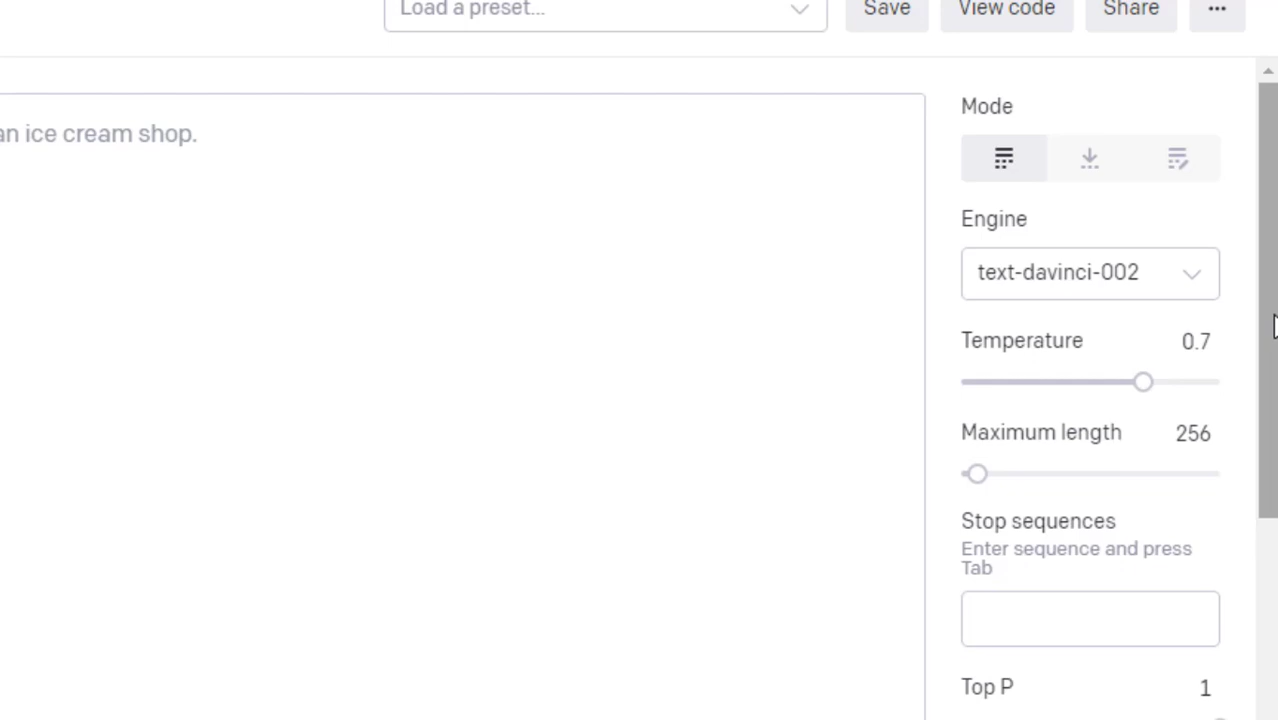 Load a preset...
Save
View code
Share
an ice cream shop.
Mode
Engine
text-davinci-002
Temperature
0.7
Maximum length
256
Stop sequences
Enter sequence and press
Tab
Top P
1